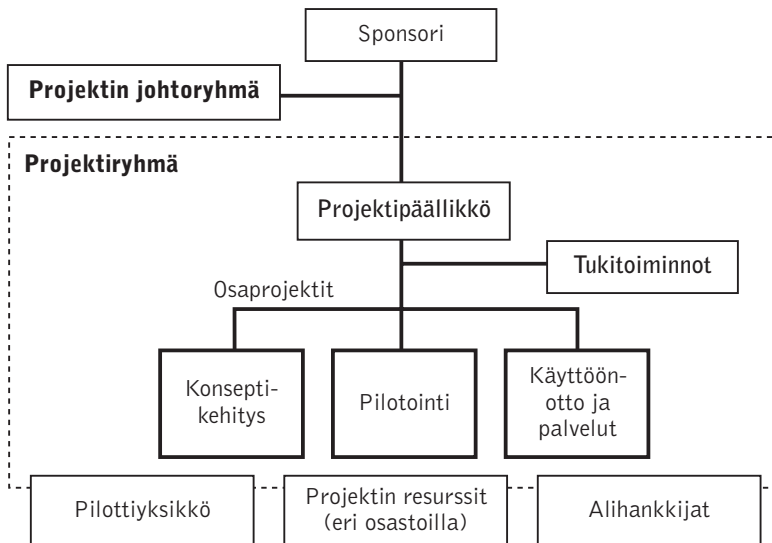 Sponsori
Projektin johtoryhmä
Projektiryhmä
Projektipäällikkö
Tukitoiminnot
Osaprojektit
Konsepti-
kehitys
Pilotointi
Käyttöön-
otto ja
palvelut
Pilottiyksikkö
Projektin resurssit
(eri osastoilla)
Alihankkijat